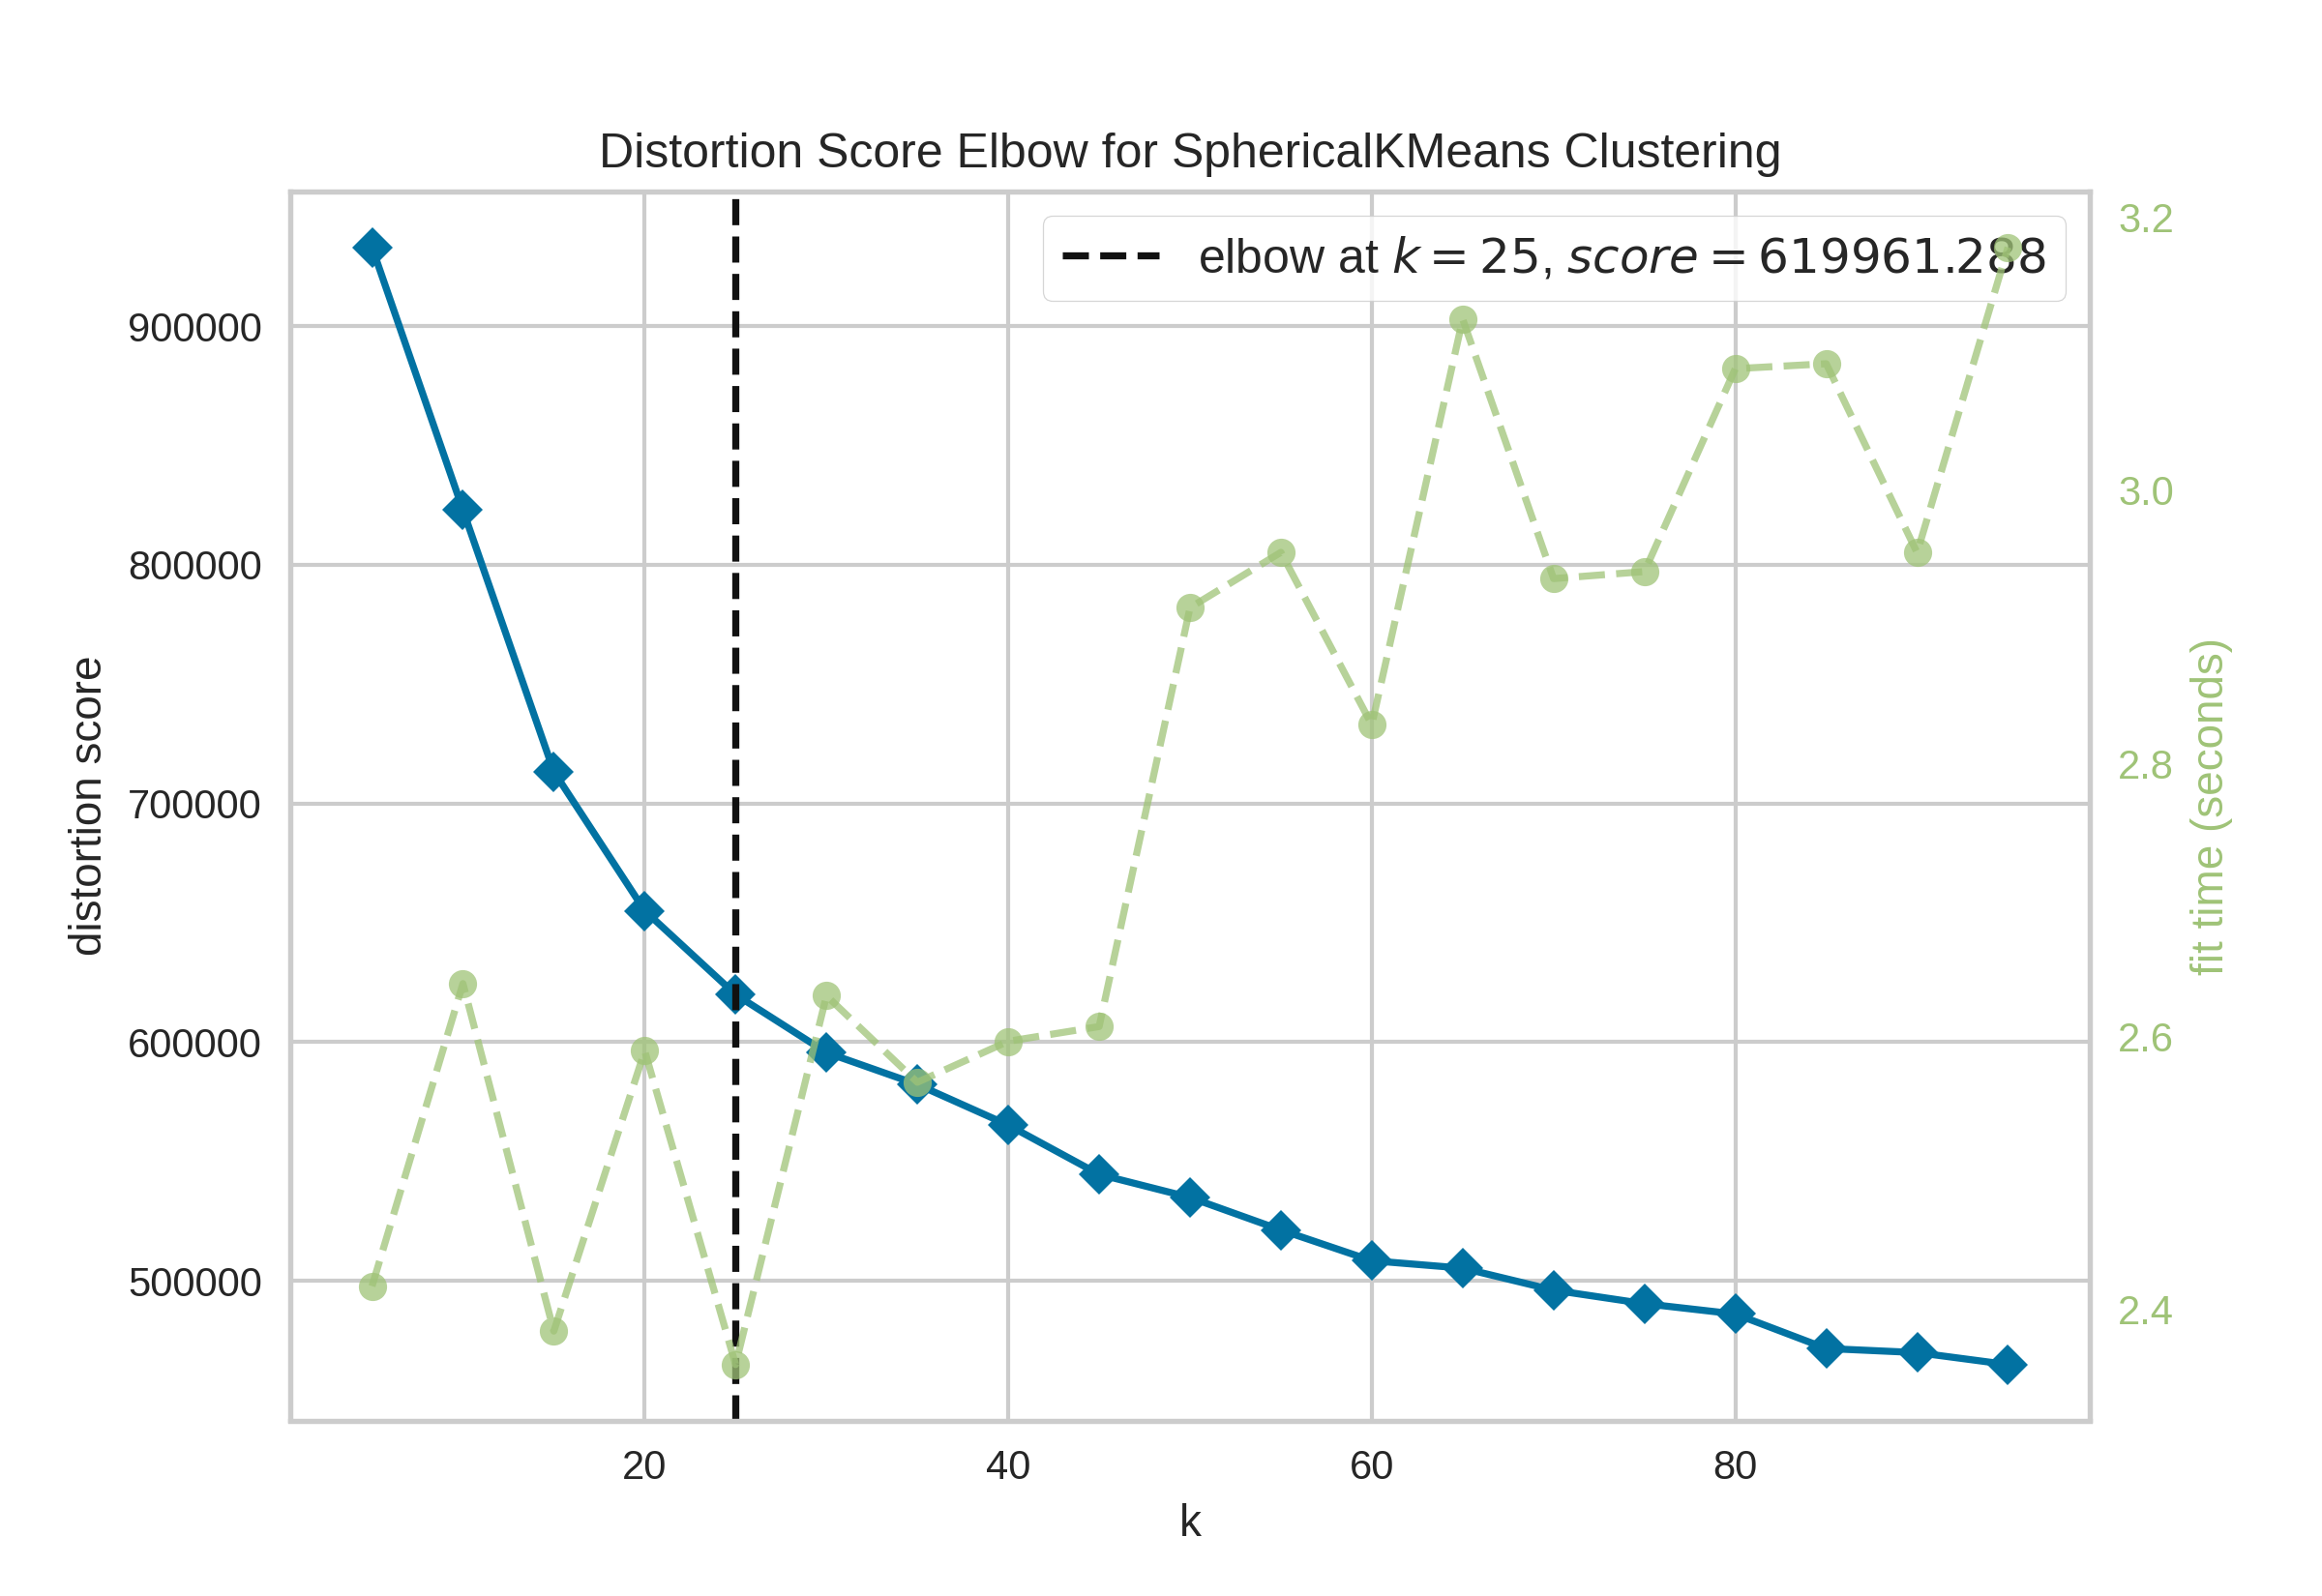 Distortion Score Elbow for SphericalKMeans Clustering
elbow at k = 25, score = 619961.288
distortion score
900000
800000
700000
600000
500000
3.2
3.0
2.8
2.6
2.4
fit time (seconds)
20 40 60 80
k